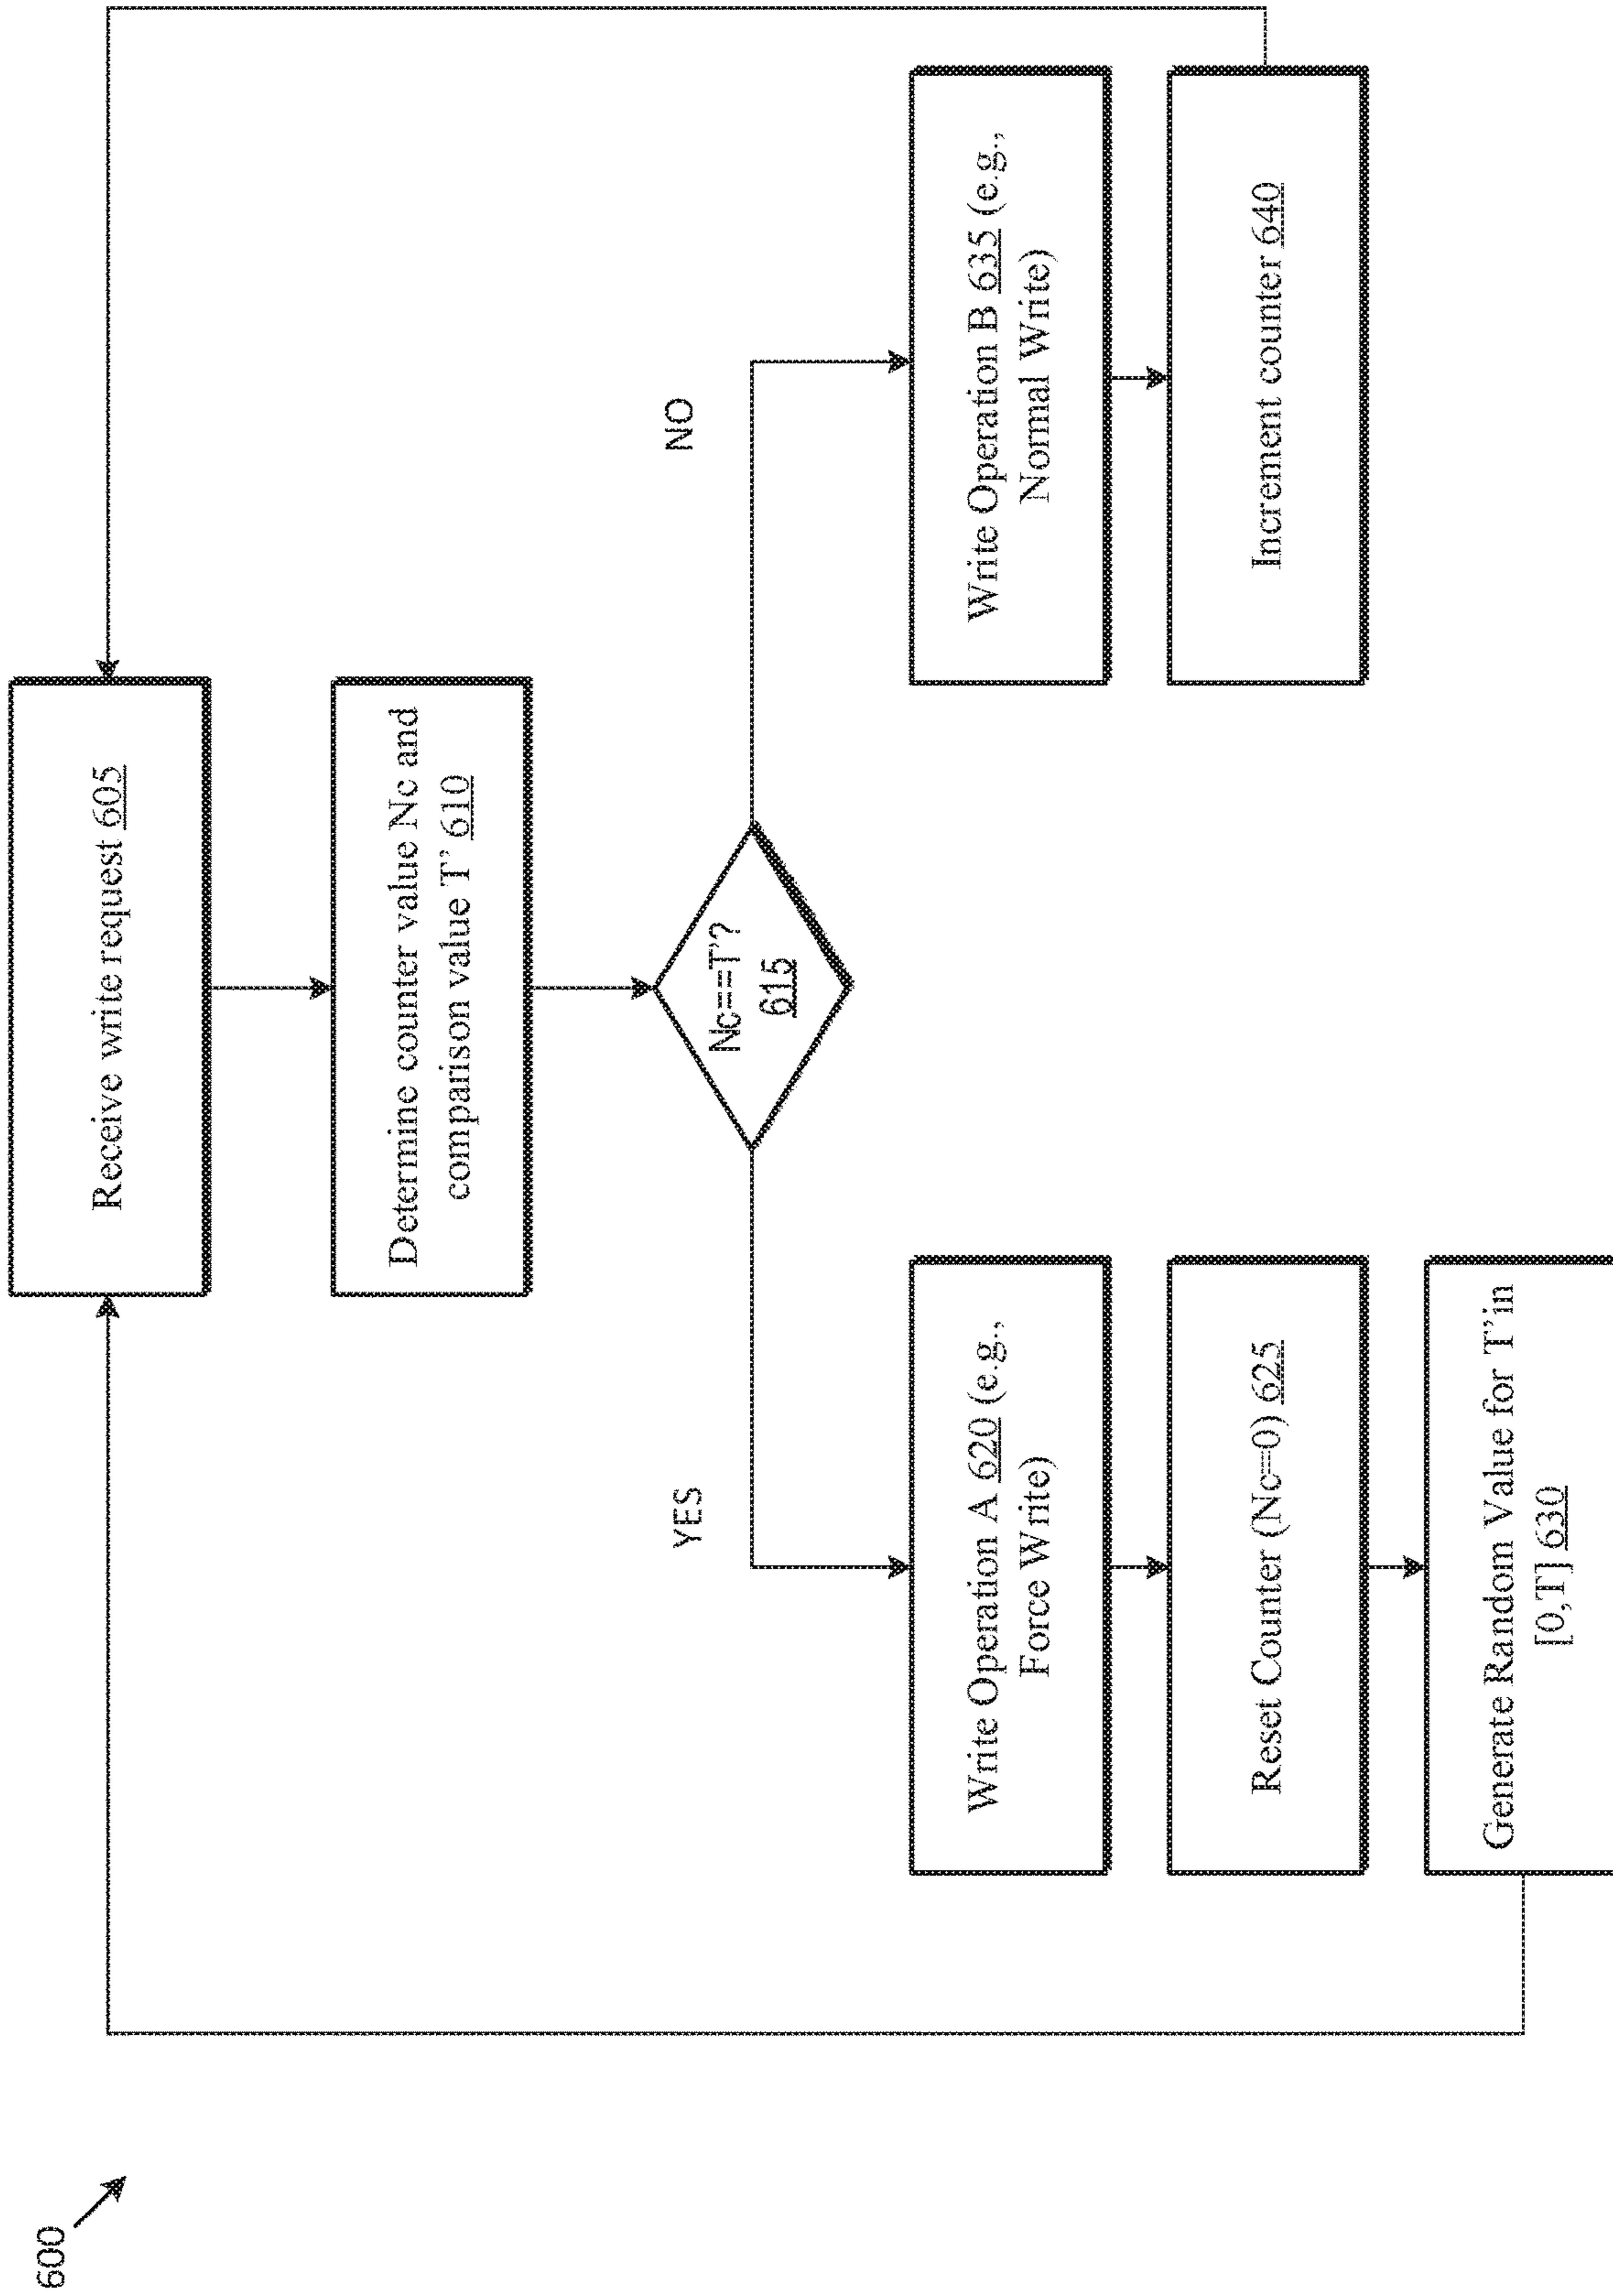 600
Receive write request 605
Determine counter value Nc and
comparison value T' 610
Nc==T'?
615
YES
NO
Write Operation A 620 (e.g.,
Force Write)
Write Operation B 635 (e.g.,
Normal Write)
Reset Counter (Nc=0) 625
Increment counter 640
Generate Random Value for T' in
[0,T] 630